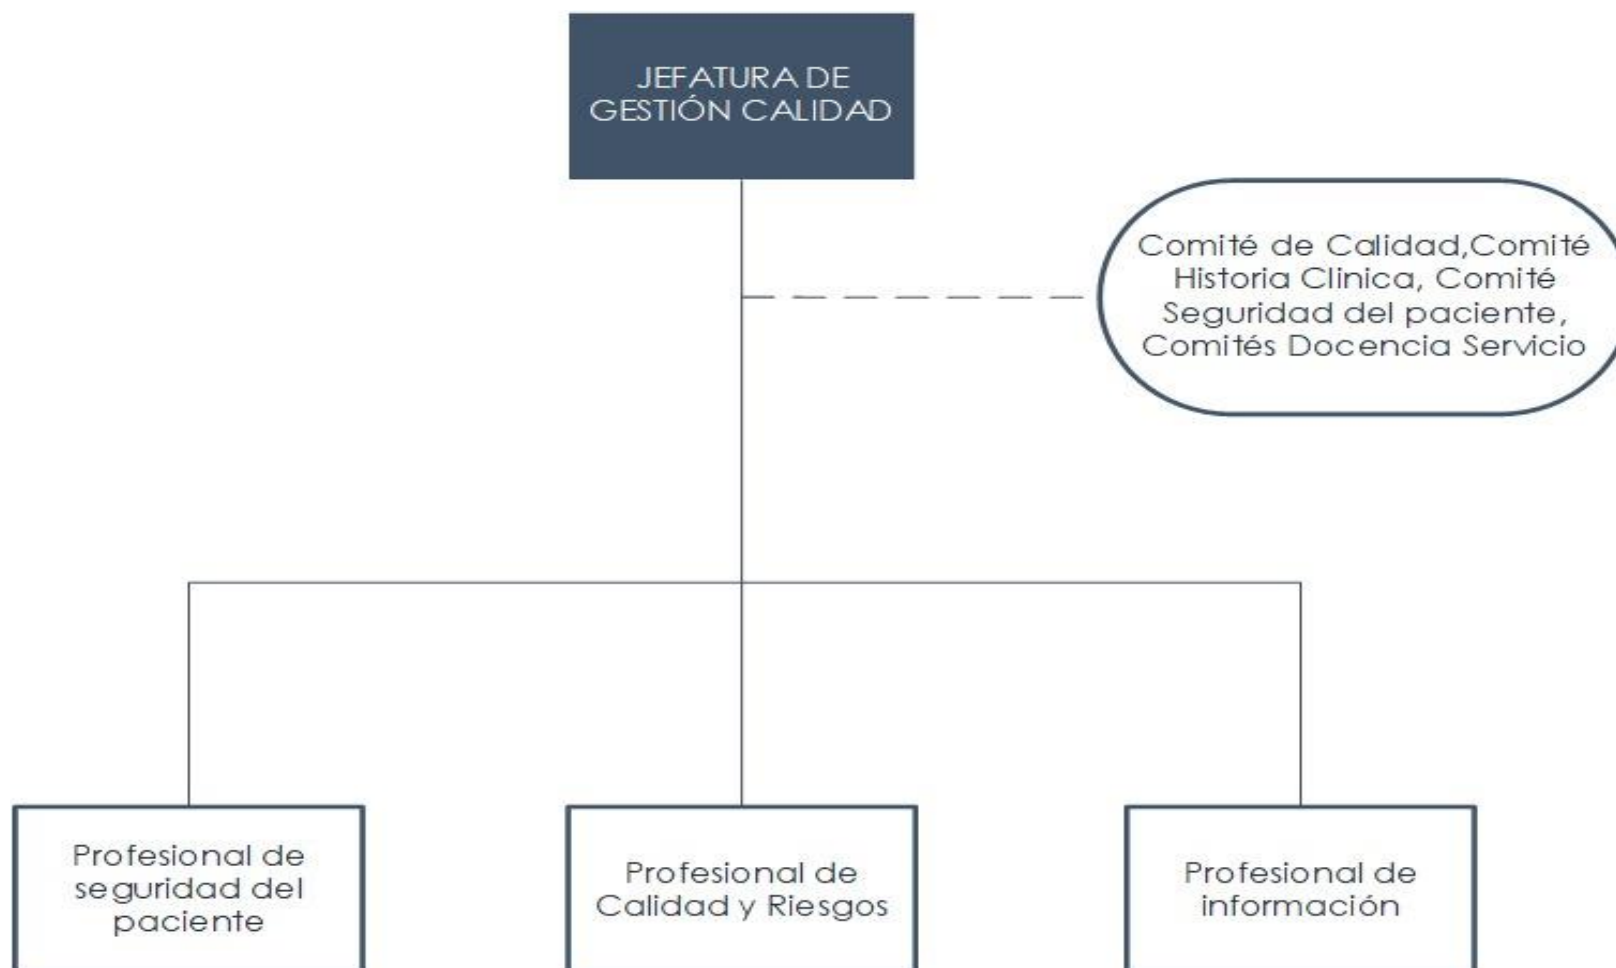 JEFATURA DE
GESTIÓN CALIDAD
Comité de Calidad,Comité
Historia Clinica, Comité
Seguridad del paciente,
Comités Docencia Servicio
Profesional de
seguridad del
paciente
Profesional de
Calidad y Riesgos
Profesional de
información